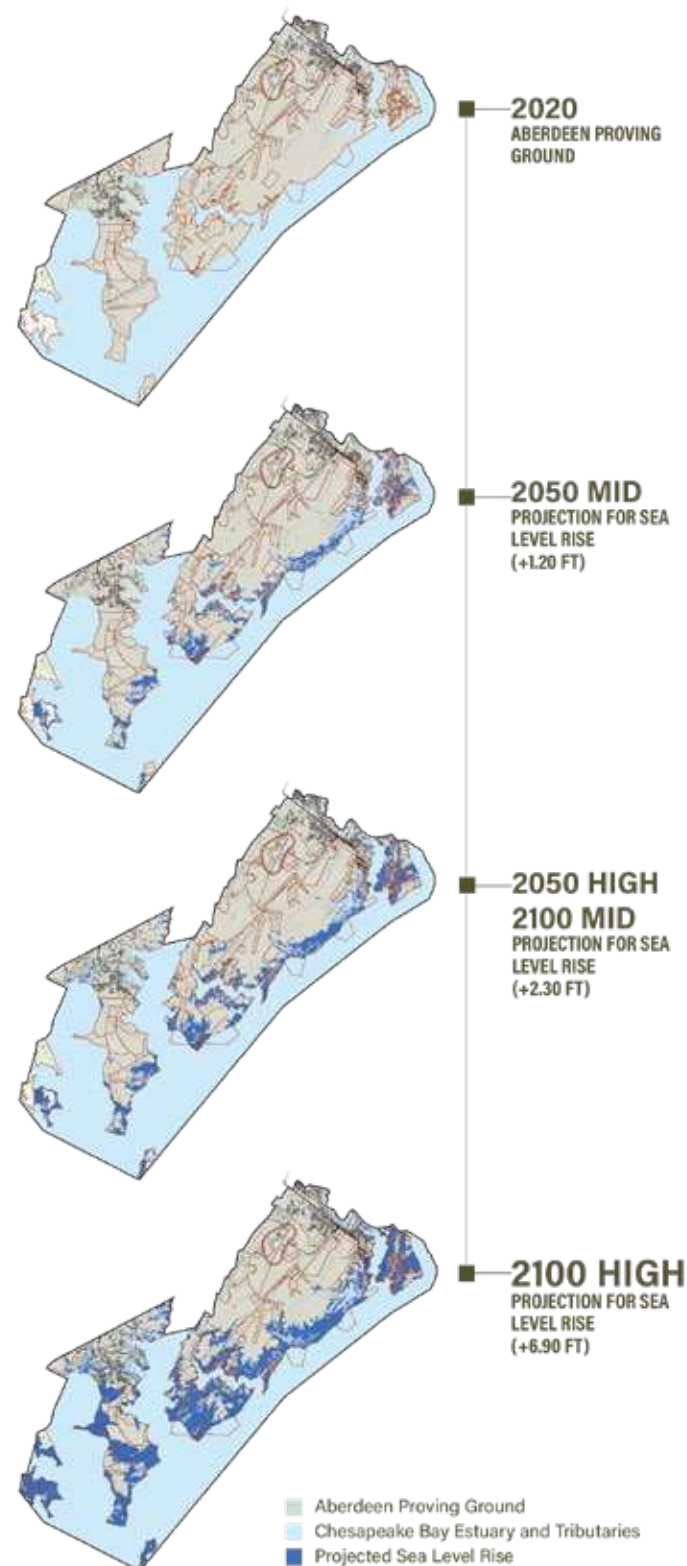 2020
ABERDEEN PROVING
GROUND
2050 MID
PROJECTION FOR SEA
LEVEL RISE
(+1.20 FT)
2050 HIGH
2100 MID
PROJECTION FOR SEA
LEVEL RISE
(+2.30 FT)
2100 HIGH
PROJECTION FOR SEA
LEVEL RISE
(+6.90 FT)
Aberdeen Proving Ground
Chesapeake Bay Estuary and Tributaries
Projected Sea Level Rise